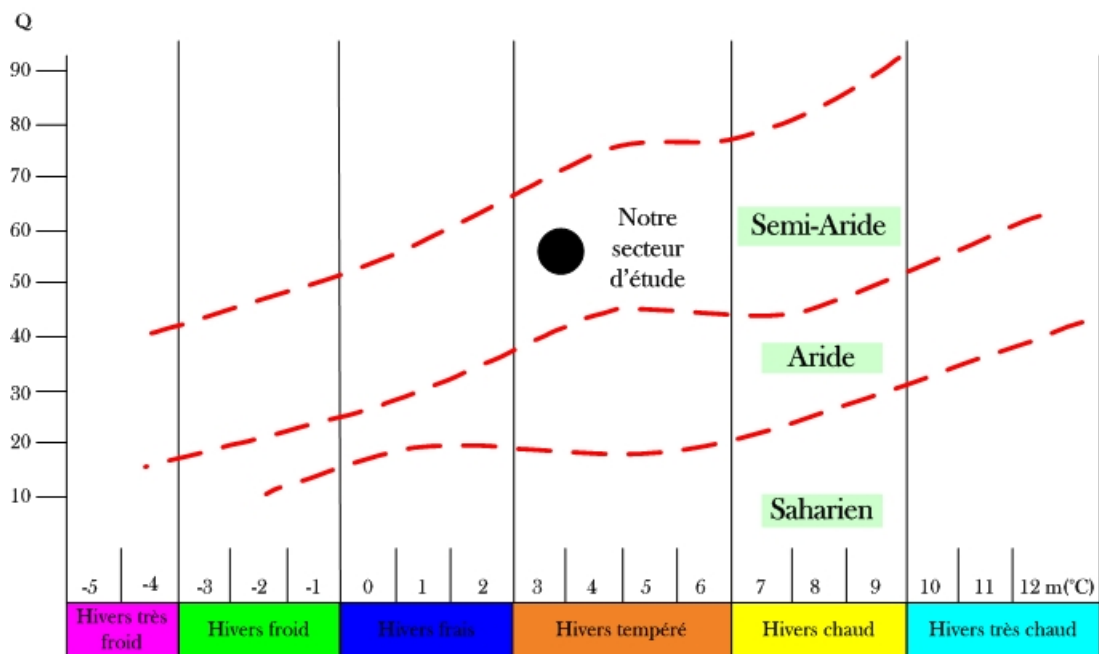 Q
90
80
70
60
50
40
30
20
10
Notre
secteur
d'étude
Semi-Aride
Aride
Saharien
-5 -4 -3 -2 -1 0 1 2 3 4 5 6 7 8 9 10 11 12 m(°C)
Hivers très
froid
Hivers froid
Hivers frais
Hivers tempéré
Hivers chaud
Hivers très chaud